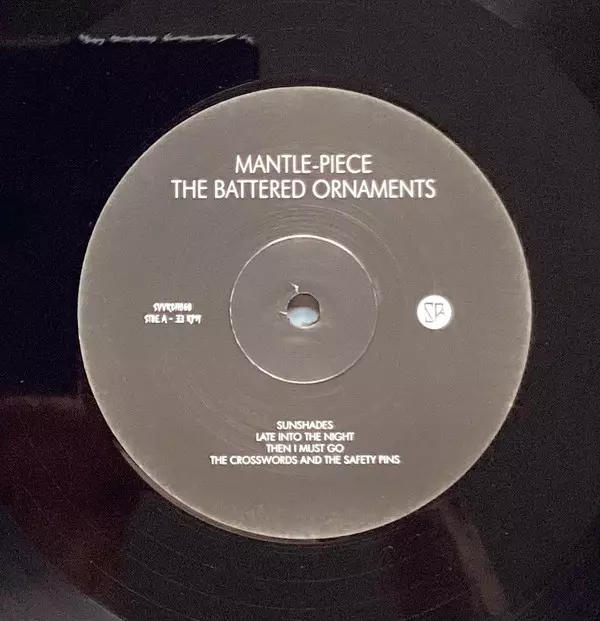 MANTLE-PIECE
THE BATTERED ORNAMENTS
SIDE A - 33 RPM
SUNSHADES
LATE INTO THE NIGHT
THEN I MUST GO
THE CROSSWORDS AND THE SAFETY PINS